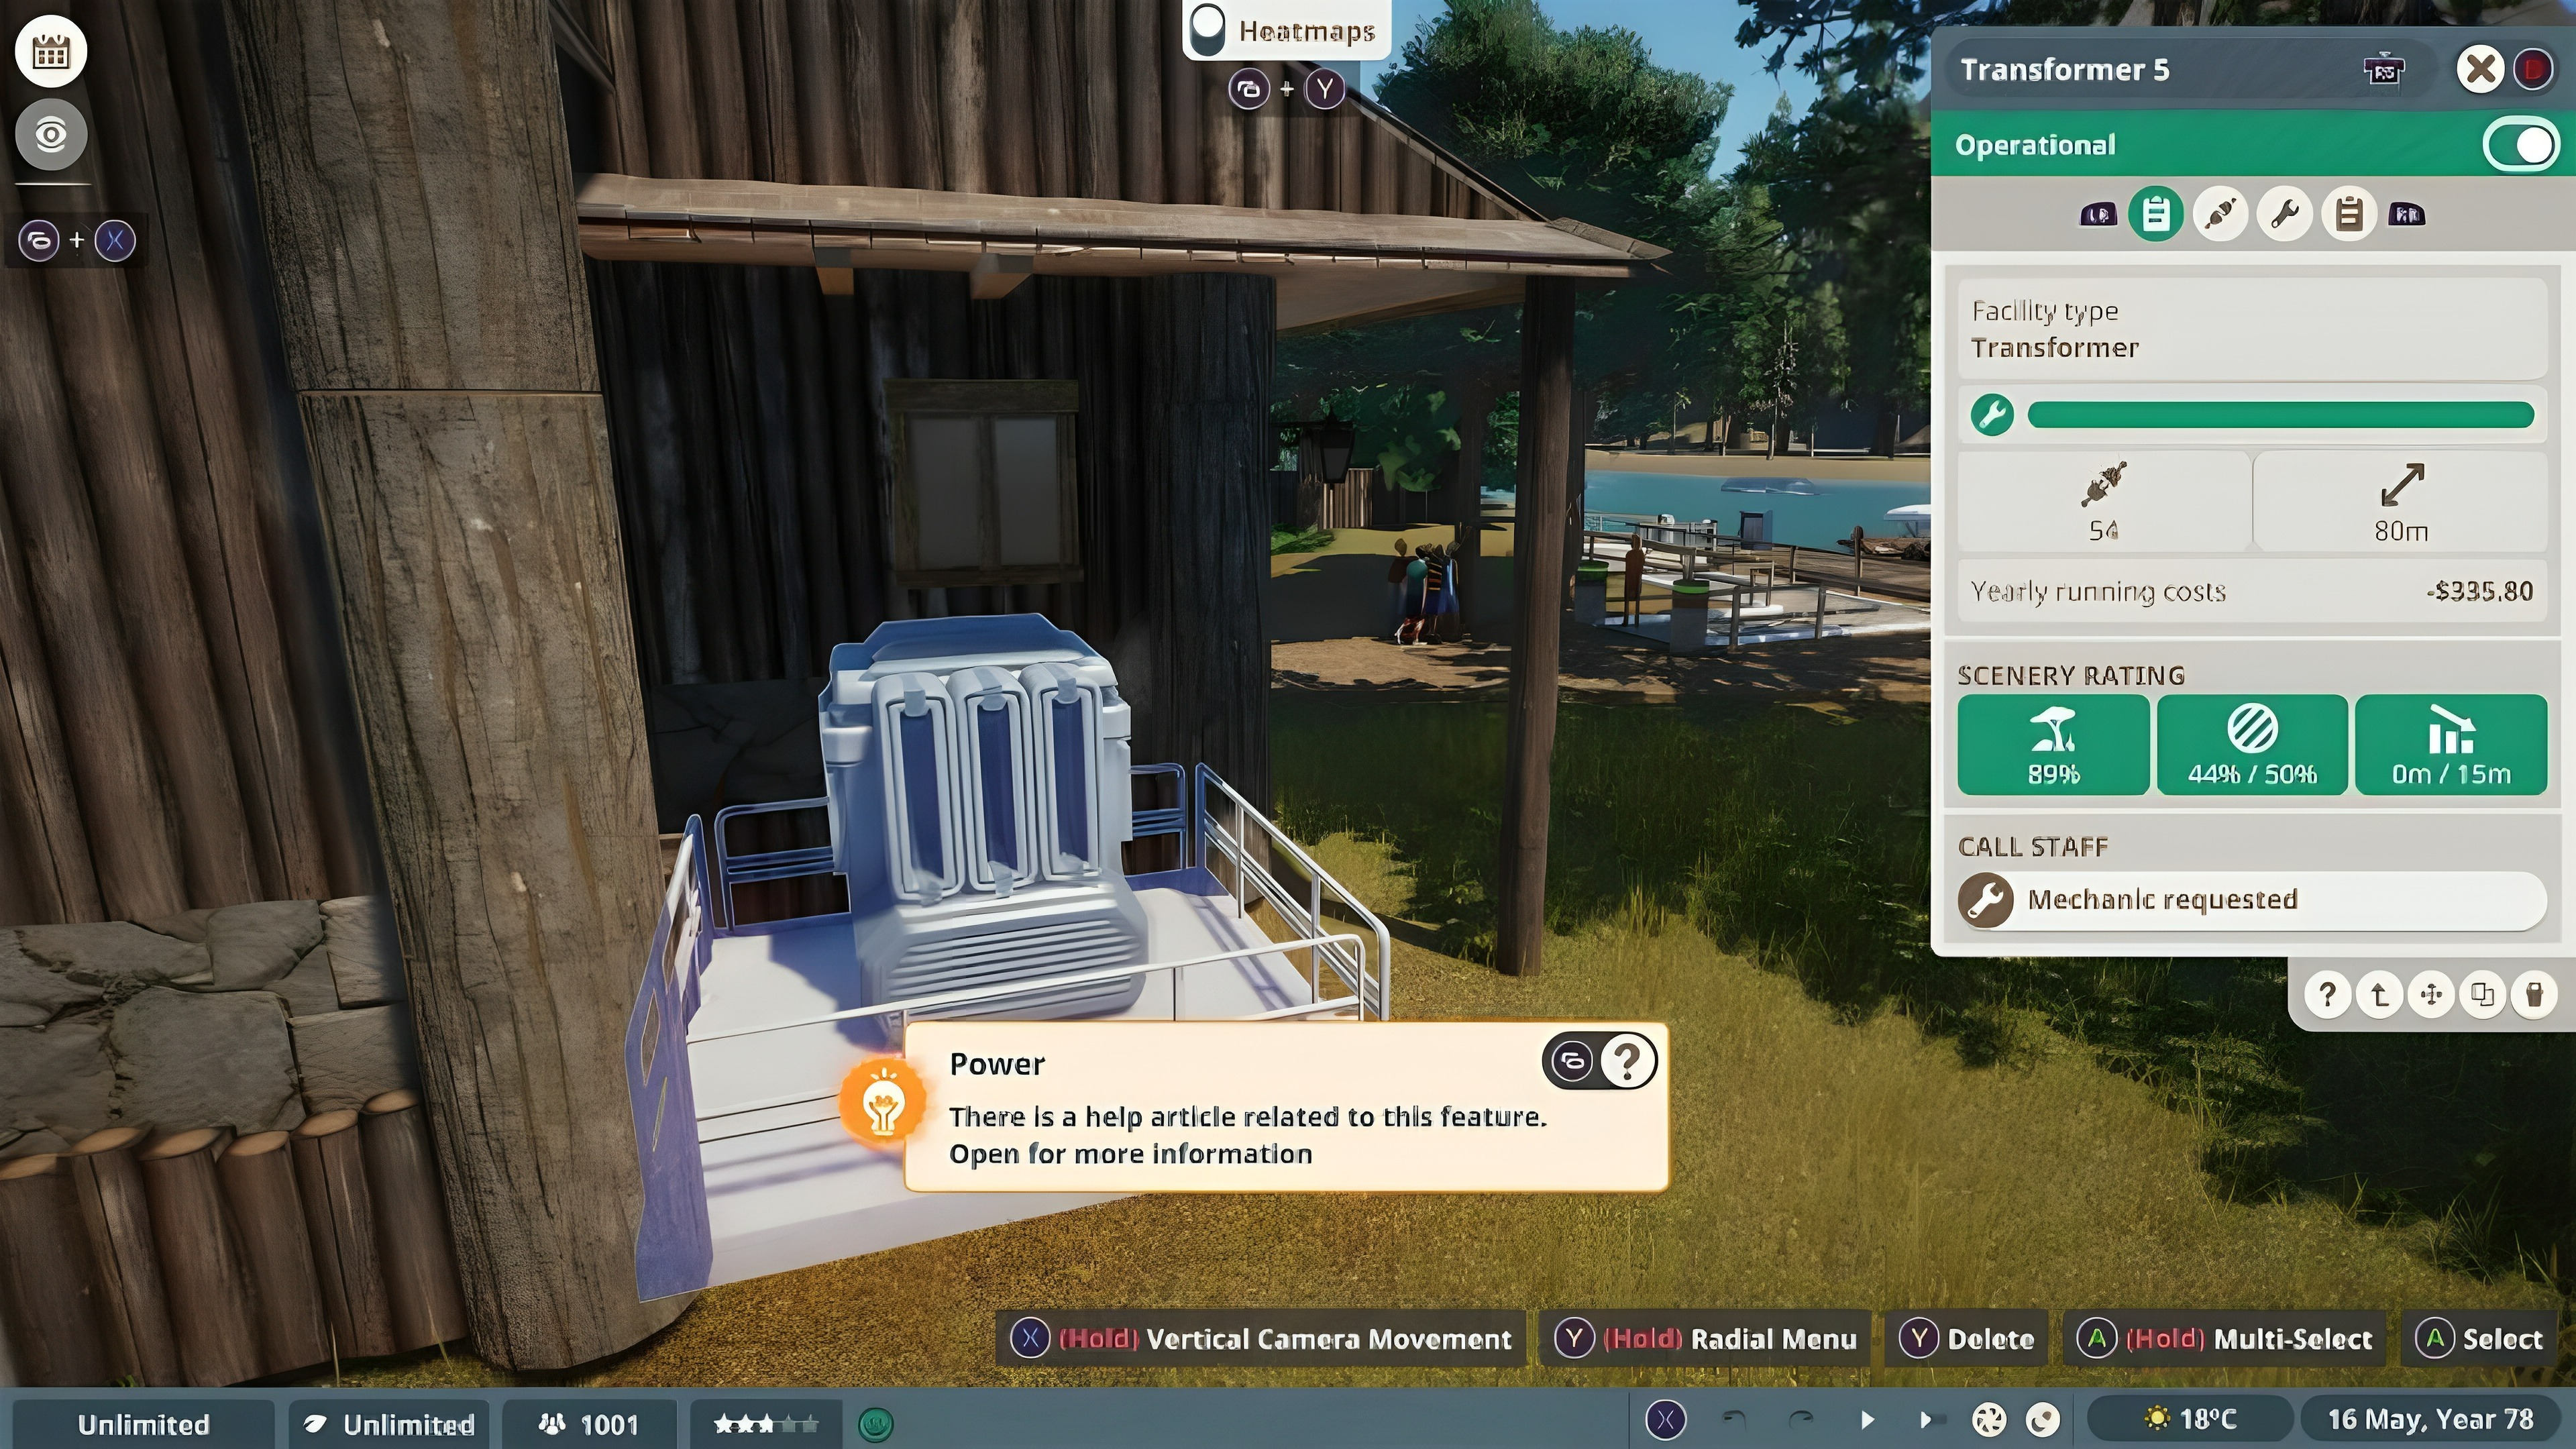 Heatmaps
+ Y
+ X
Transformer 5
Operational
Facility type
Transformer
80m
Yearly running costs -$335.80
SCENERY RATING
89% 44% / 50% 0m / 15m
CALL STAFF
Mechanic requested
Power
There is a help article related to this feature.
Open for more information
X (Hold) Vertical Camera Movement Y (Hold) Radial Menu Y Delete A (Hold) Multi-Select A Select
Unlimited Unlimited 1001 X 18°C 16 May, Year 78